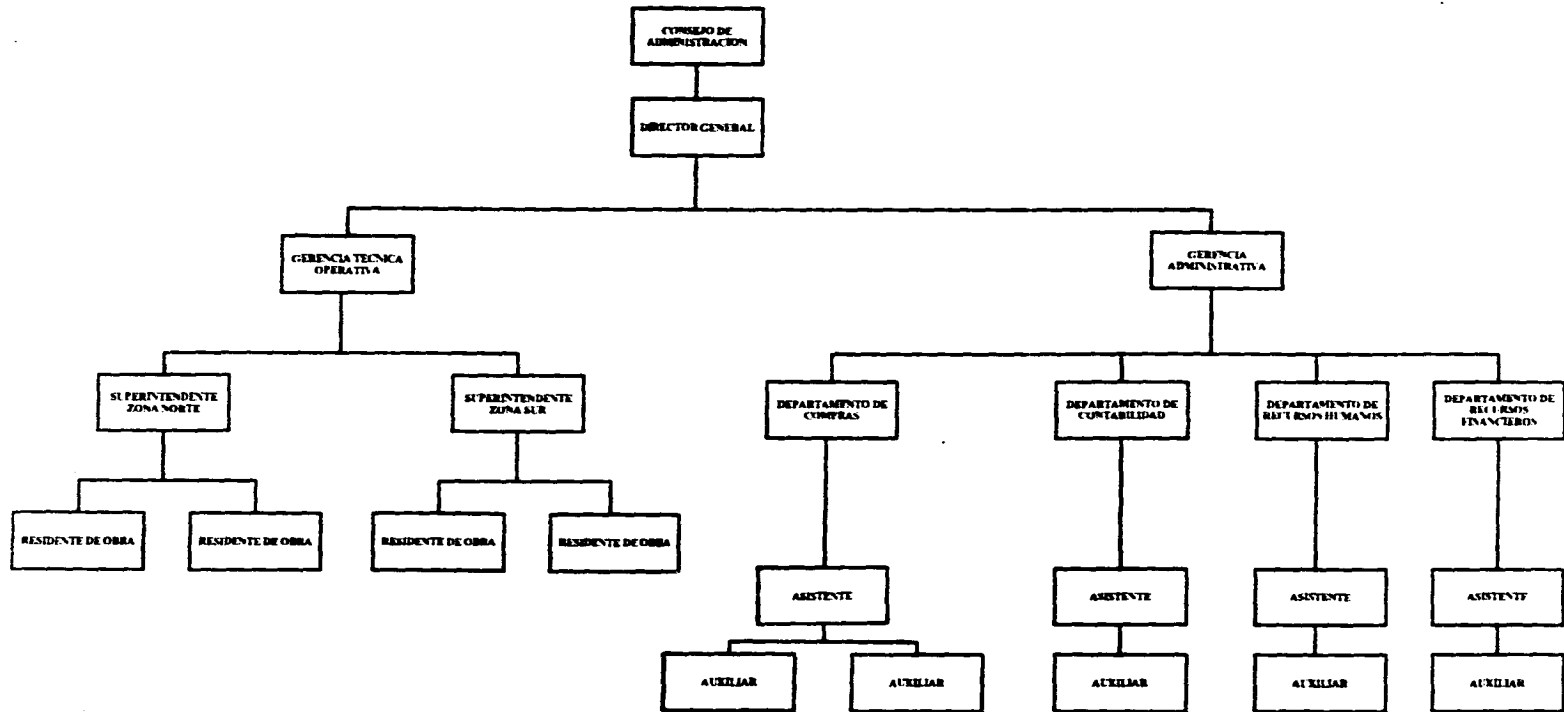 CONSEJO DE
ADMINISTRACION
DIRECTOR GENERAL
GERENCIA TECNICA
OPERATIVA
GERENCIA
ADMINISTRATIVA
SUPERINTENDENTE
ZONA NORTE
SUPERINTENDENTE
ZONA SUR
DEPARTAMENTO DE
COMPRAS
DEPARTAMENTO DE
CONTABILIDAD
DEPARTAMENTO DE
RECURSOS HUMANOS
DEPARTAMENTO DE
RECURSOS
FINANCIEROS
RESIDENTE DE OBRA
RESIDENTE DE OBRA
RESIDENTE DE OBRA
RESIDENTE DE OBRA
ASISTENTE
ASISTENTE
ASISTENTE
ASISTENTE
AUXILIAR
AUXILIAR
AUXILIAR
AUXILIAR
AUXILIAR